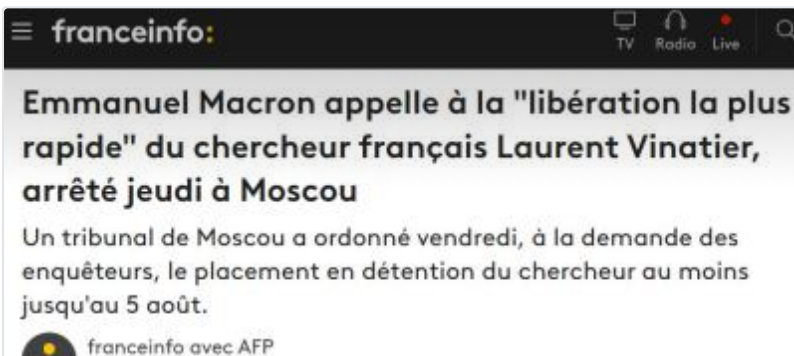 franceinfo:
TV Radio Live
Emmanuel Macron appelle à la "libération la plus
rapide" du chercheur français Laurent Vinatier,
arrêté jeudi à Moscou
Un tribunal de Moscou a ordonné vendredi, à la demande des
enquêteurs, le placement en détention du chercheur au moins
jusqu'au 5 août.
franceinfo avec AFP